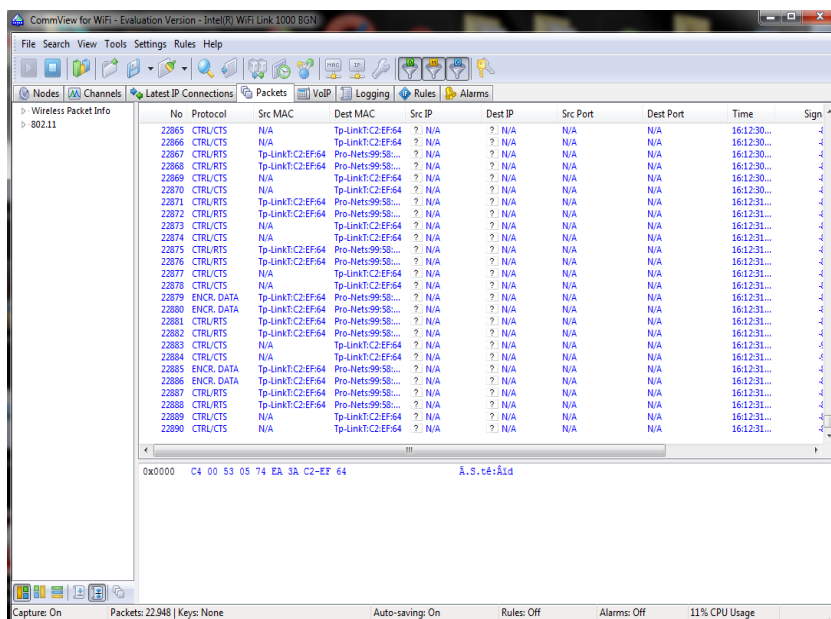 CommView for WiFi - Evaluation Version - Intel(R) WiFi Link 1000 BGN
File Search View Tools Settings Rules Help
Nodes Channels Latest IP Connections Packets VoIP Logging Rules Alarms
Wireless Packet Info
802.11
No Protocol Src MAC Dest MAC Src IP Dest IP Src Port Dest Port Time Sign
22865 CTRL/CTS N/A Tp-LinkT:C2:EF:64 ? N/A ? N/A N/A N/A 16:12:30...
22866 CTRL/CTS N/A Tp-LinkT:C2:EF:64 ? N/A ? N/A N/A N/A 16:12:30...
22867 CTRL/RTS Tp-LinkT:C2:EF:64 Pro-Nets:99:58:... ? N/A ? N/A N/A N/A 16:12:30...
22868 CTRL/RTS Tp-LinkT:C2:EF:64 Pro-Nets:99:58:... ? N/A ? N/A N/A N/A 16:12:30...
22869 CTRL/CTS N/A Tp-LinkT:C2:EF:64 ? N/A ? N/A N/A N/A 16:12:30...
22870 CTRL/CTS N/A Tp-LinkT:C2:EF:64 ? N/A ? N/A N/A N/A 16:12:30...
22871 CTRL/RTS Tp-LinkT:C2:EF:64 Pro-Nets:99:58:... ? N/A ? N/A N/A N/A 16:12:31...
22872 CTRL/RTS Tp-LinkT:C2:EF:64 Pro-Nets:99:58:... ? N/A ? N/A N/A N/A 16:12:31...
22873 CTRL/CTS N/A Tp-LinkT:C2:EF:64 ? N/A ? N/A N/A N/A 16:12:31...
22874 CTRL/CTS N/A Tp-LinkT:C2:EF:64 ? N/A ? N/A N/A N/A 16:12:31...
22875 CTRL/RTS Tp-LinkT:C2:EF:64 Pro-Nets:99:58:... ? N/A ? N/A N/A N/A 16:12:31...
22876 CTRL/RTS Tp-LinkT:C2:EF:64 Pro-Nets:99:58:... ? N/A ? N/A N/A N/A 16:12:31...
22877 CTRL/CTS N/A Tp-LinkT:C2:EF:64 ? N/A ? N/A N/A N/A 16:12:31...
22878 CTRL/CTS N/A Tp-LinkT:C2:EF:64 ? N/A ? N/A N/A N/A 16:12:31...
22879 ENCR. DATA Tp-LinkT:C2:EF:64 Pro-Nets:99:58:... ? N/A ? N/A N/A N/A 16:12:31...
22880 ENCR. DATA Tp-LinkT:C2:EF:64 Pro-Nets:99:58:... ? N/A ? N/A N/A N/A 16:12:31...
22881 CTRL/RTS Tp-LinkT:C2:EF:64 Pro-Nets:99:58:... ? N/A ? N/A N/A N/A 16:12:31...
22882 CTRL/RTS Tp-LinkT:C2:EF:64 Pro-Nets:99:58:... ? N/A ? N/A N/A N/A 16:12:31...
22883 CTRL/CTS N/A Tp-LinkT:C2:EF:64 ? N/A ? N/A N/A N/A 16:12:31...
22884 CTRL/CTS N/A Tp-LinkT:C2:EF:64 ? N/A ? N/A N/A N/A 16:12:31...
22885 ENCR. DATA Tp-LinkT:C2:EF:64 Pro-Nets:99:58:... ? N/A ? N/A N/A N/A 16:12:31...
22886 ENCR. DATA Tp-LinkT:C2:EF:64 Pro-Nets:99:58:... ? N/A ? N/A N/A N/A 16:12:31...
22887 CTRL/RTS Tp-LinkT:C2:EF:64 Pro-Nets:99:58:... ? N/A ? N/A N/A N/A 16:12:31...
22888 CTRL/RTS Tp-LinkT:C2:EF:64 Pro-Nets:99:58:... ? N/A ? N/A N/A N/A 16:12:31...
22889 CTRL/CTS N/A Tp-LinkT:C2:EF:64 ? N/A ? N/A N/A N/A 16:12:31...
22890 CTRL/CTS N/A Tp-LinkT:C2:EF:64 ? N/A ? N/A N/A N/A 16:12:31...
0x0000 C4 00 53 05 74 EA 3A C2-EF 64 Ä.S.tê:Âïd
Capture: On Packets: 22.948 | Keys: None Auto-saving: On Rules: Off Alarms: Off 11% CPU Usage